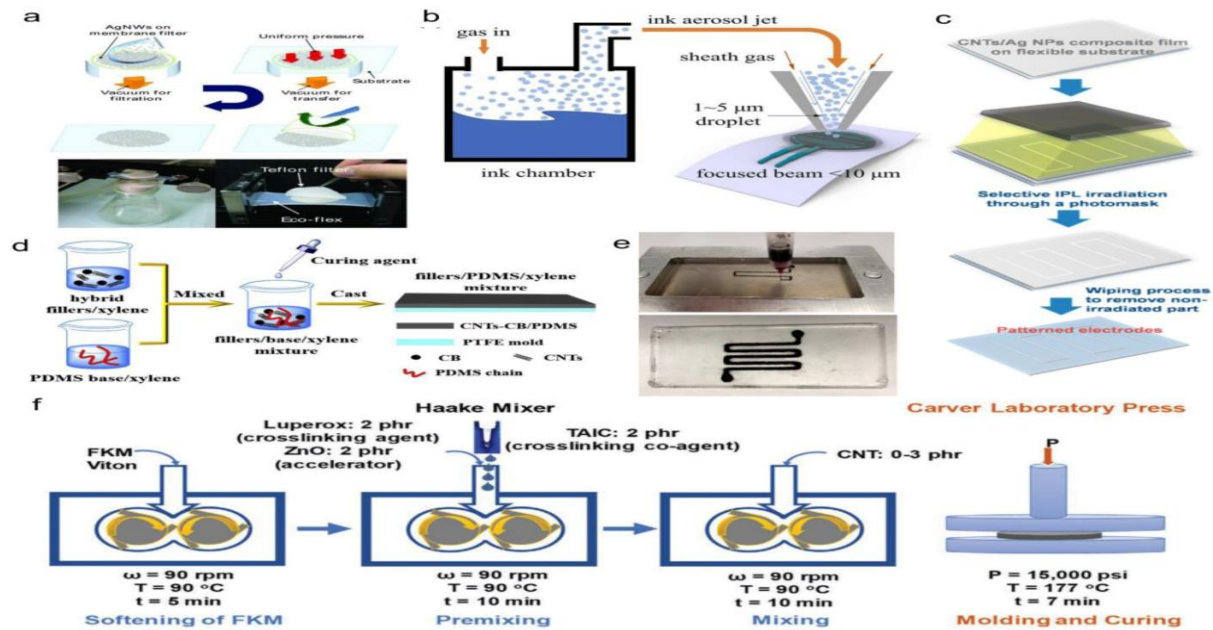 a
AgNWs on
membrane filter
Uniform pressure
Substrate
Vacuum for
filtration
Vacuum for
transfer
Teflon filter
Eco-flex
b
gas in
ink aerosol jet
sheath gas
1~5 μm
droplet
ink chamber
focused beam <10 μm
c
CNTs/Ag NPs composite film
on flexible substrate
Selective IPL irradiation
through a photomask
Wiping process
to remove non-
irradiated part
Patterned electrodes
d
hybrid
fillers/xylene
PDMS base/xylene
Mixed
Curing agent
fillers/base/xylene
mixture
Cast
fillers/PDMS/xylene
mixture
CNTs-CB/PDMS
PTFE mold
CB
CNTs
PDMS chain
e
f
FKM
Viton
ω = 90 rpm
T = 90 °C
t = 5 min
Softening of FKM
Haake Mixer
Luperox: 2 phr
(crosslinking agent)
ZnO: 2 phr
(accelerator)
TAIC: 2 phr
(crosslinking co-agent)
ω = 90 rpm
T = 90 °C
t = 10 min
Premixing
CNT: 0-3 phr
ω = 90 rpm
T = 90 °C
t = 10 min
Mixing
Carver Laboratory Press
P
P = 15,000 psi
T = 177 °C
t = 7 min
Molding and Curing